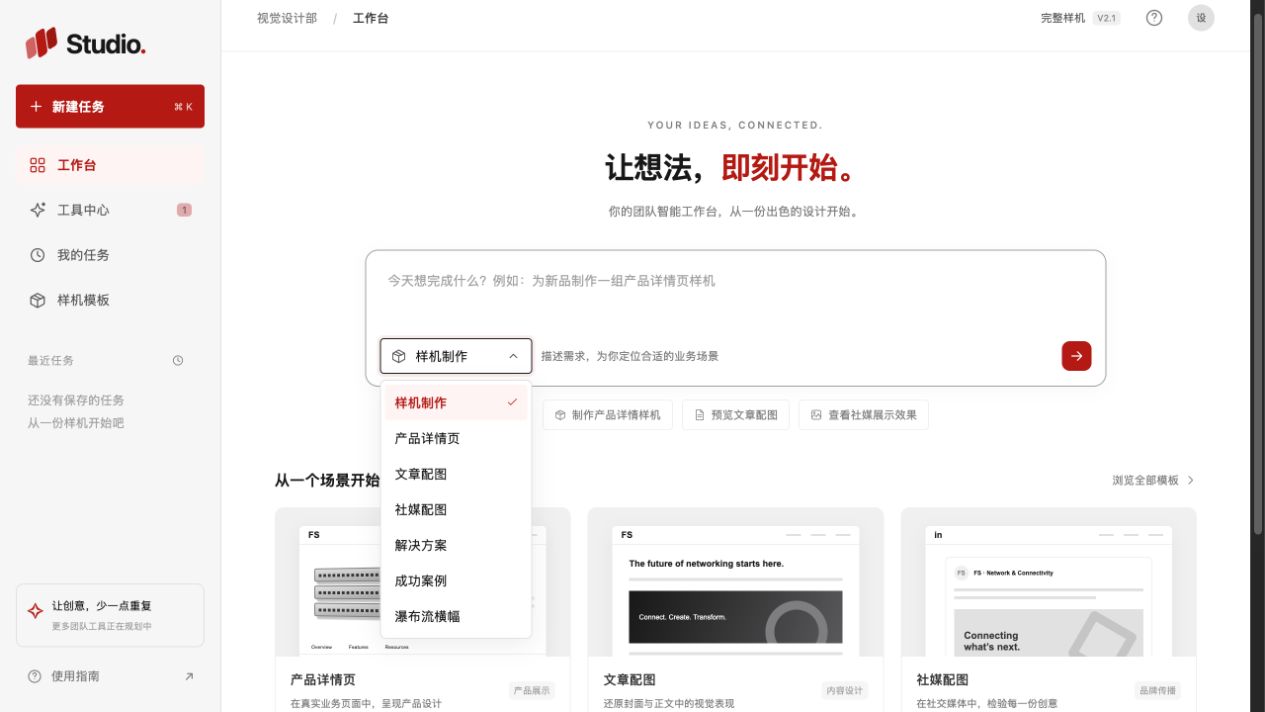 视觉设计部 / 工作台
完整样机 V2.1
设
Studio.
新建任务 ⌘ K
工作台
工具中心 1
我的任务
样机模板
最近任务
还没有保存的任务
从一份样机开始吧
让创意，少一点重复
更多团队工具正在规划中
使用指南
YOUR IDEAS, CONNECTED.
让想法，即刻开始。
你的团队智能工作台，从一份出色的设计开始。
今天想完成什么？例如：为新品制作一组产品详情页样机
样机制作
描述需求，为你定位合适的业务场景
样机制作
产品详情页
文章配图
社媒配图
解决方案
成功案例
瀑布流横幅
制作产品详情样机
预览文章配图
查看社媒展示效果
从一个场景开始
浏览全部模板
FS
Overview Features Resources
产品详情页
产品展示
在真实业务页面中，呈现产品设计
FS
The future of networking starts here.
Connect. Create. Transform.
文章配图
内容设计
还原封面与正文中的视觉表现
in
FS FS · Network & Connectivity
Connecting
what's next.
社媒配图
品牌传播
在社交媒体中，检验每一份创意